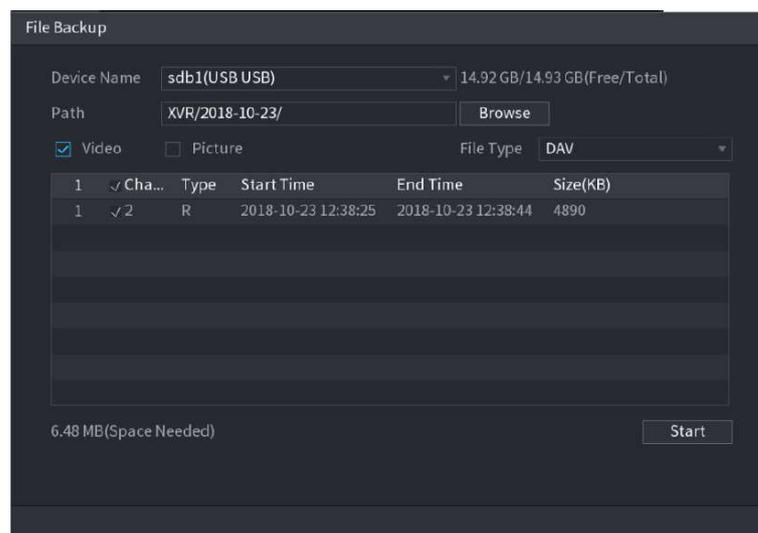 File Backup
Device Name sdb1(USB USB) 14.92 GB/14.93 GB(Free/Total)
Path XVR/2018-10-23/ Browse
Video Picture File Type DAV
1 Cha... Type Start Time End Time Size(KB)
1 2 R 2018-10-23 12:38:25 2018-10-23 12:38:44 4890
6.48 MB(Space Needed) Start